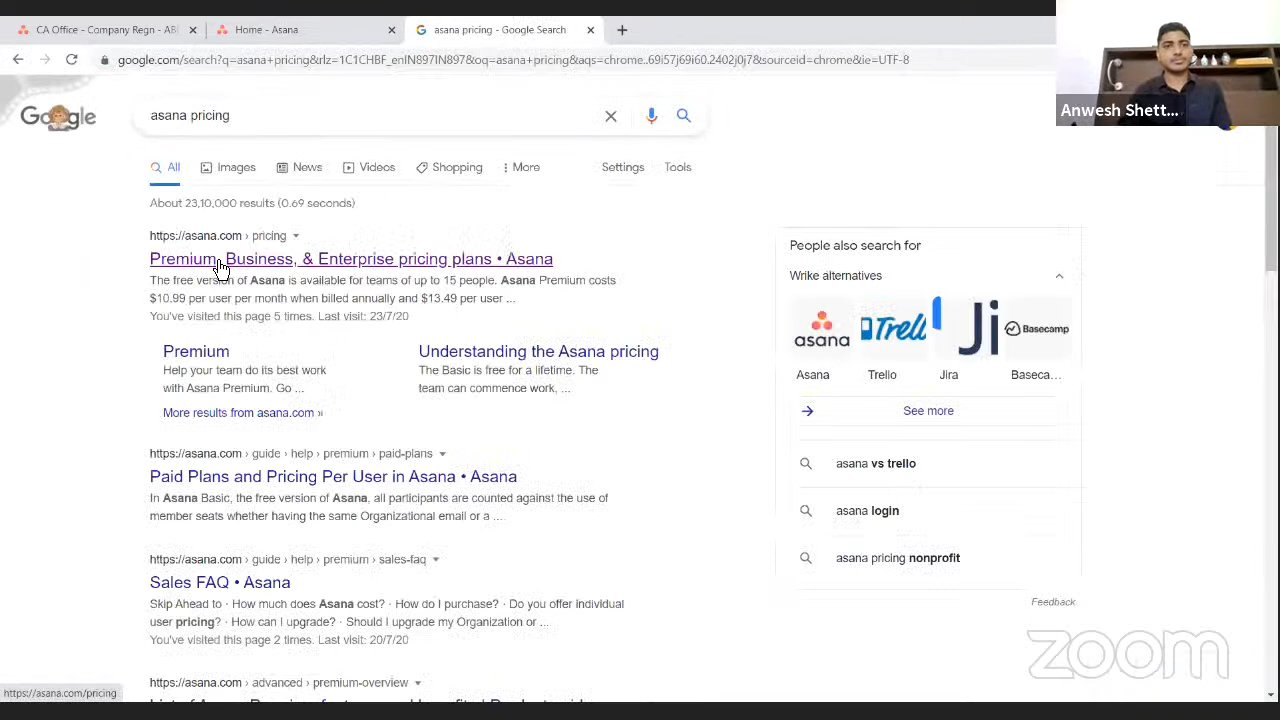 CA Office - Company Regn - AB
Home - Asana
asana pricing - Google Search
google.com/search?q=asana+pricing&rlz=1C1CHBF_enIN897IN897&oq=asana+pricing&aqs=chrome..69i57j69i60.2402j0j7&sourceid=chrome&ie=UTF-8
Anwesh Shett...
Google
asana pricing
All
Images
News
Videos
Shopping
More
Settings
Tools
About 23,10,000 results (0.69 seconds)
https://asana.com › pricing
Premium, Business, & Enterprise pricing plans • Asana
The free version of Asana is available for teams of up to 15 people. Asana Premium costs
$10.99 per user per month when billed annually and $13.49 per user ...
You've visited this page 5 times. Last visit: 23/7/20
Premium
Help your team do its best work
with Asana Premium. Go ...
Understanding the Asana pricing
The Basic is free for a lifetime. The
team can commence work, ...
More results from asana.com »
https://asana.com › guide › help › premium › paid-plans
Paid Plans and Pricing Per User in Asana • Asana
In Asana Basic, the free version of Asana, all participants are counted against the use of
member seats whether having the same Organizational email or a ....
https://asana.com › guide › help › premium › sales-faq
Sales FAQ • Asana
Skip Ahead to · How much does Asana cost? · How do I purchase? · Do you offer individual
user pricing? · How can I upgrade? · Should I upgrade my Organization or ...
You've visited this page 2 times. Last visit: 20/7/20
https://asana.com › advanced › premium-overview
People also search for
Wrike alternatives
asana
Trell
Ji
Basecamp
Asana
Trello
Jira
Baseca...
See more
asana vs trello
asana login
asana pricing nonprofit
Feedback
zoom
https://asana.com/pricing